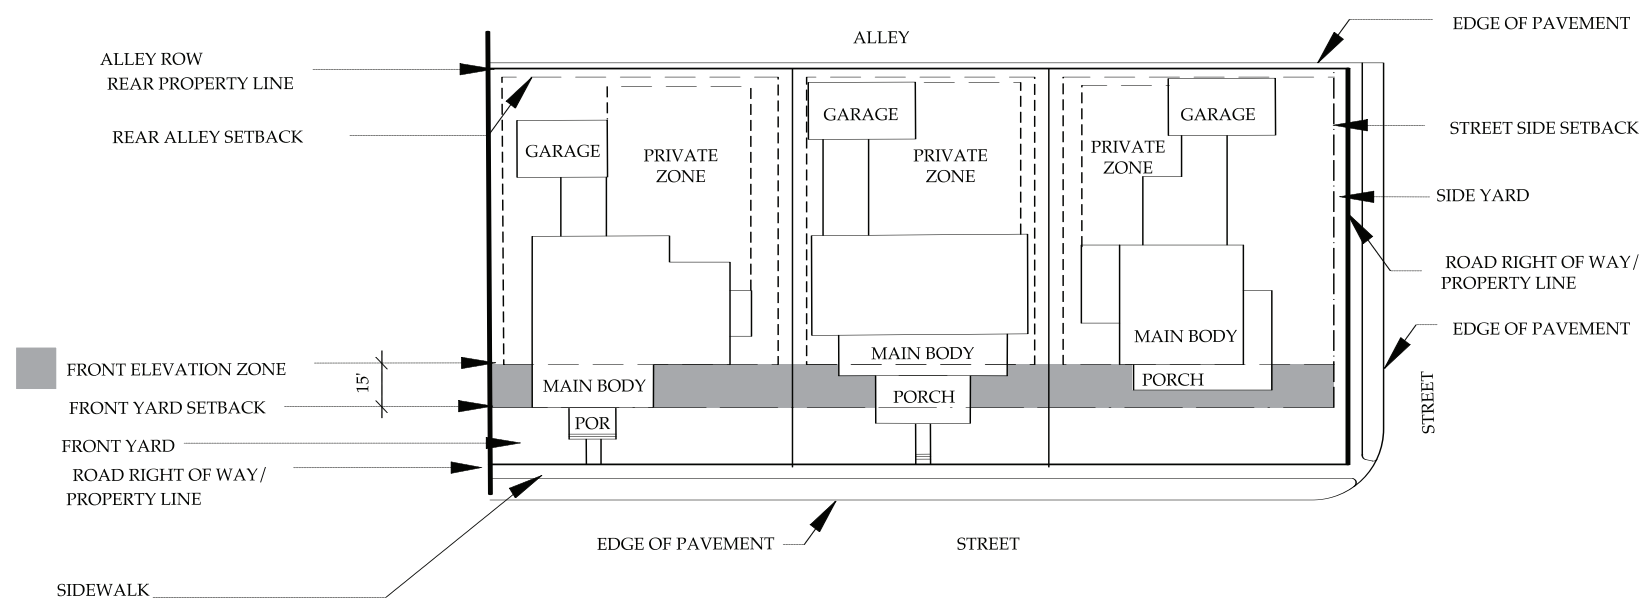 EDGE OF PAVEMENT
ALLEY
ALLEY ROW
REAR PROPERTY LINE
REAR ALLEY SETBACK
GARAGE
GARAGE
GARAGE
STREET SIDE SETBACK
PRIVATE
ZONE
PRIVATE
ZONE
PRIVATE
ZONE
SIDE YARD
ROAD RIGHT OF WAY/
PROPERTY LINE
EDGE OF PAVEMENT
MAIN BODY
MAIN BODY
FRONT ELEVATION ZONE
15'
MAIN BODY
PORCH
PORCH
FRONT YARD SETBACK
POR
STREET
FRONT YARD
ROAD RIGHT OF WAY/
PROPERTY LINE
EDGE OF PAVEMENT
STREET
SIDEWALK